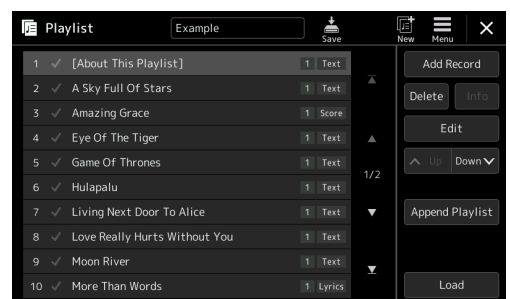 Playlist Example Save New Menu
1 [About This Playlist] 1 Text
2 A Sky Full Of Stars 1 Text
3 Amazing Grace 1 Score
4 Eye Of The Tiger 1 Text
5 Game Of Thrones 1 Text
6 Hulapalu 1 Text
7 Living Next Door To Alice 1 Text
8 Love Really Hurts Without You 1 Text
9 Moon River 1 Text
10 More Than Words 1 Lyrics
1/2
Add Record
Delete Info
Edit
Up Down
Append Playlist
Load